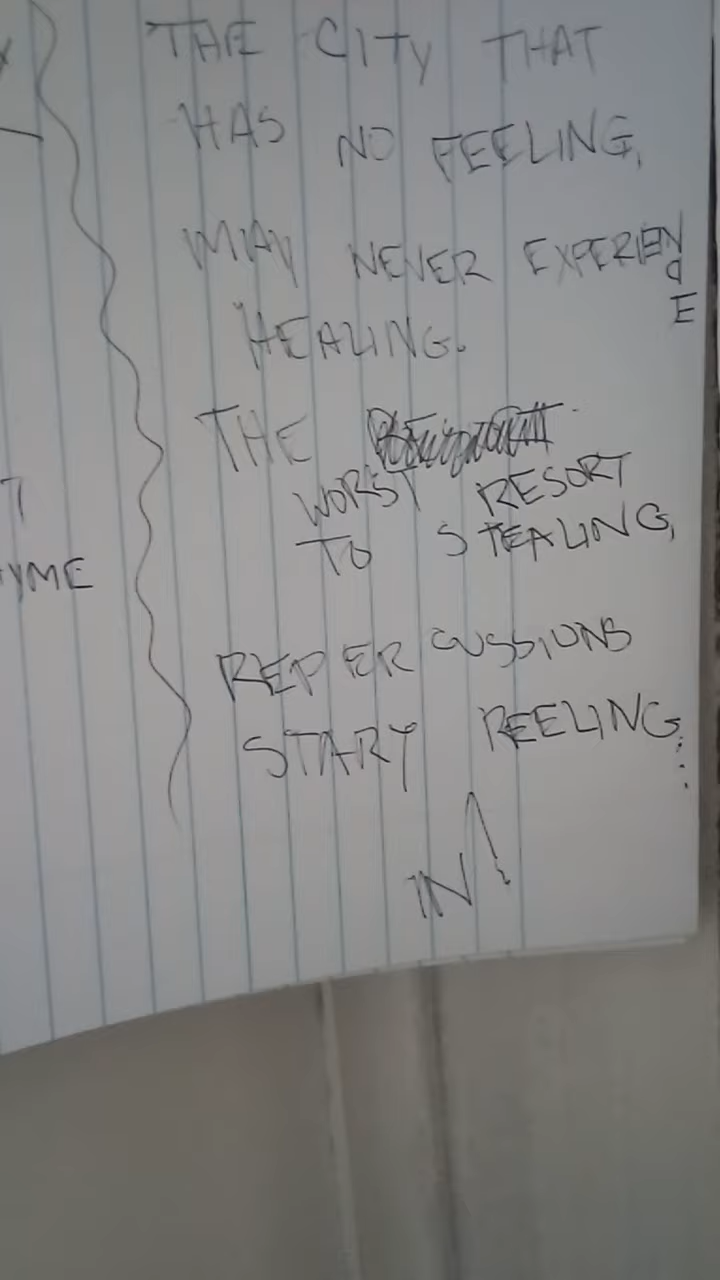 THE CITY THAT
HAS NO FEELING,
MAY NEVER EXPERIENCE
HEALING.
THE
WORST RESORT
TO STEALING,
REPERCUSSIONS
START REELING...
IN!
YME